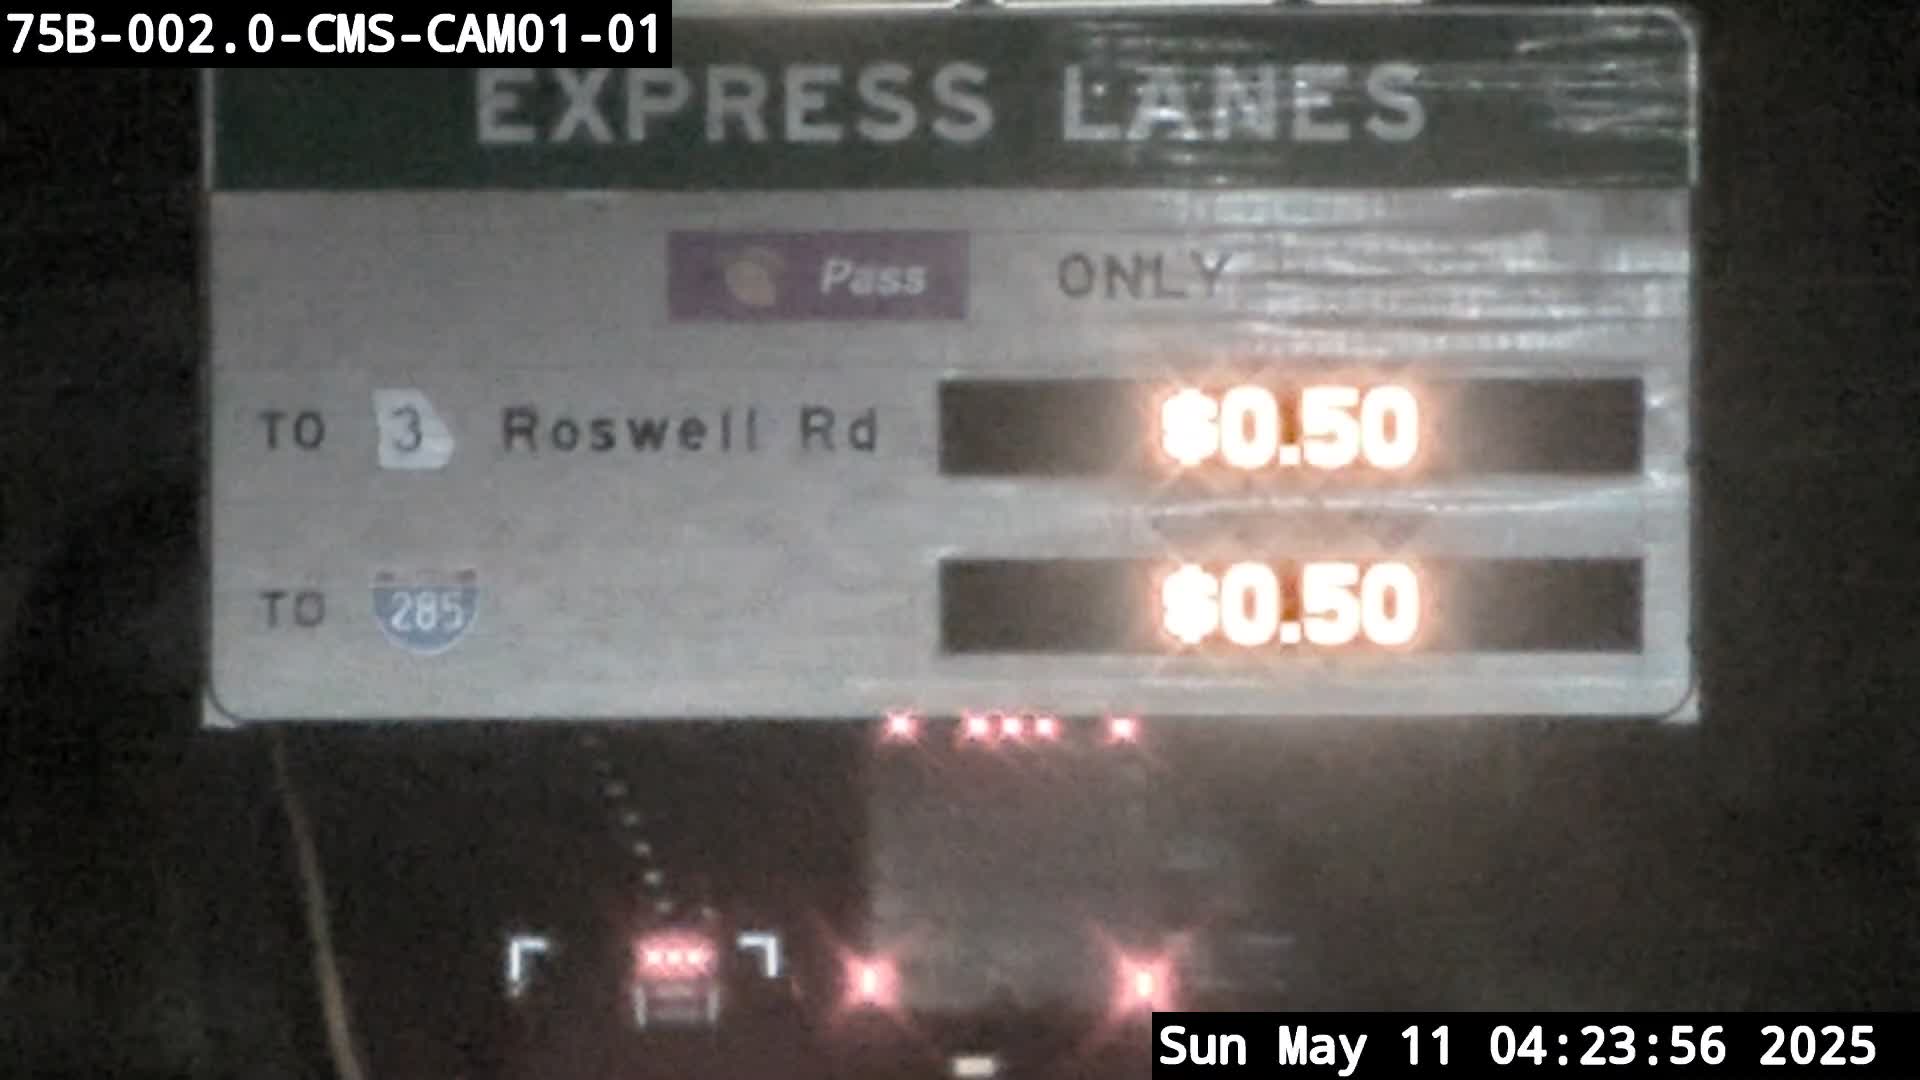 75B-002.0-CMS-CAM01-01
EXPRESS LANES
Pass ONLY
TO 3 Roswell Rd $0.50
TO 285 $0.50
Sun May 11 04:23:56 2025